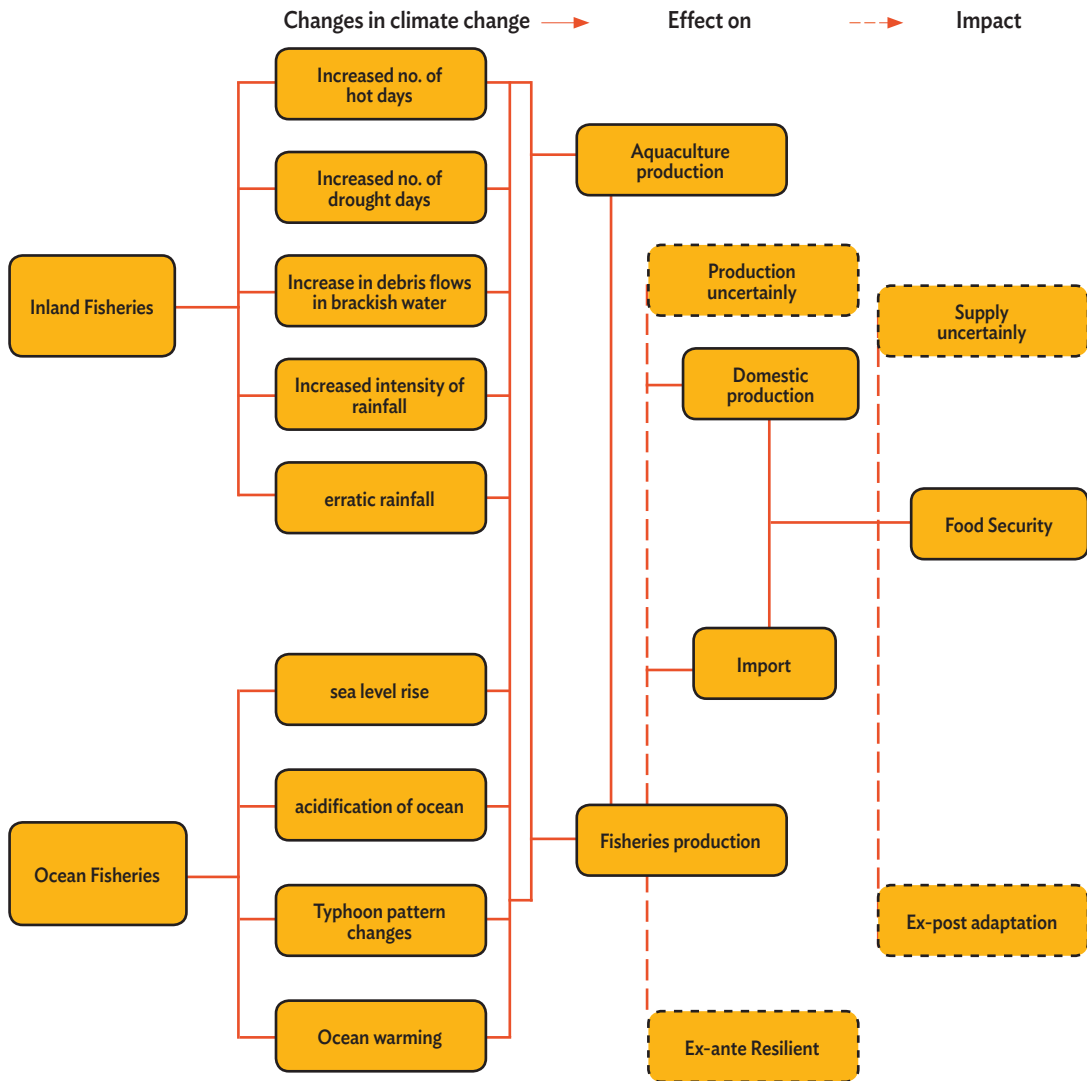 Changes in climate change
Effect on
Impact
Increased no. of
hot days
Increased no. of
drought days
Increase in debris flows
in brackish water
Increased intensity of
rainfall
erratic rainfall
Inland Fisheries
sea level rise
acidification of ocean
Typhoon pattern
changes
Ocean warming
Ocean Fisheries
Aquaculture
production
Fisheries production
Production
uncertainly
Domestic
production
Import
Ex-ante Resilient
Supply
uncertainly
Food Security
Ex-post adaptation